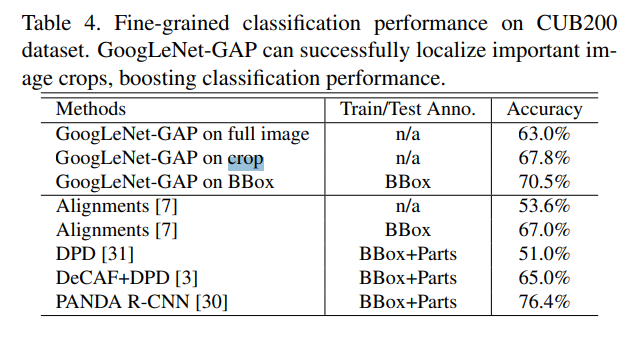 Table 4. Fine-grained classification performance on CUB200
dataset. GoogLeNet-GAP can successfully localize important im-
age crops, boosting classification performance.
Methods Train/Test Anno. Accuracy
GoogLeNet-GAP on full image n/a 63.0%
GoogLeNet-GAP on crop n/a 67.8%
GoogLeNet-GAP on BBox BBox 70.5%
Alignments [7] n/a 53.6%
Alignments [7] BBox 67.0%
DPD [31] BBox+Parts 51.0%
DeCAF+DPD [3] BBox+Parts 65.0%
PANDA R-CNN [30] BBox+Parts 76.4%